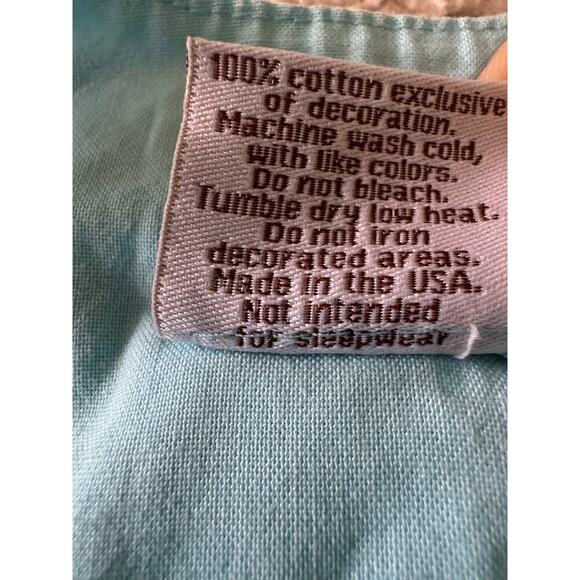 100% cotton exclusive
of decoration.
Machine wash cold,
with like colors.
Do not bleach.
Tumble dry low heat.
Do not iron
decorated areas.
Made in the USA.
Not intended
for sleepwear